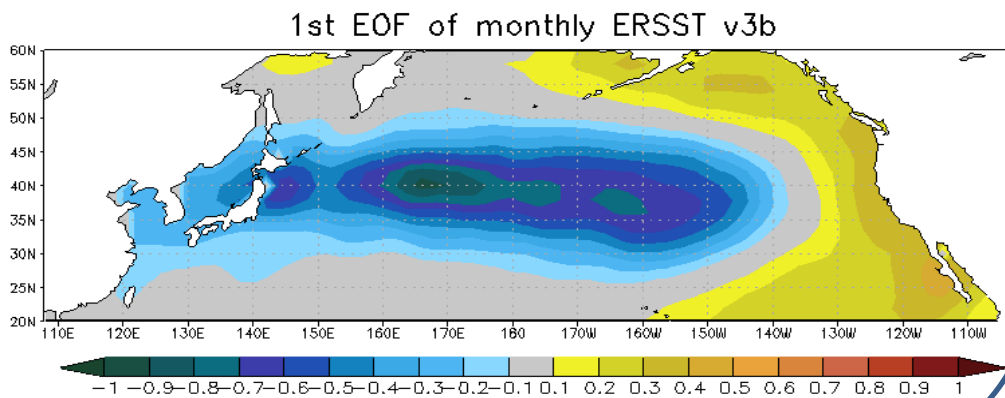 1st EOF of monthly ERSST v3b
60N
55N
50N
45N
40N
35N
30N
25N
20N
110E 120E 130E 140E 150E 160E 170E 180 170W 160W 150W 140W 130W 120W 110W
-1 -0.9 -0.8 -0.7 -0.6 -0.5 -0.4 -0.3 -0.2 -0.1 0.1 0.2 0.3 0.4 0.5 0.6 0.7 0.8 0.9 1